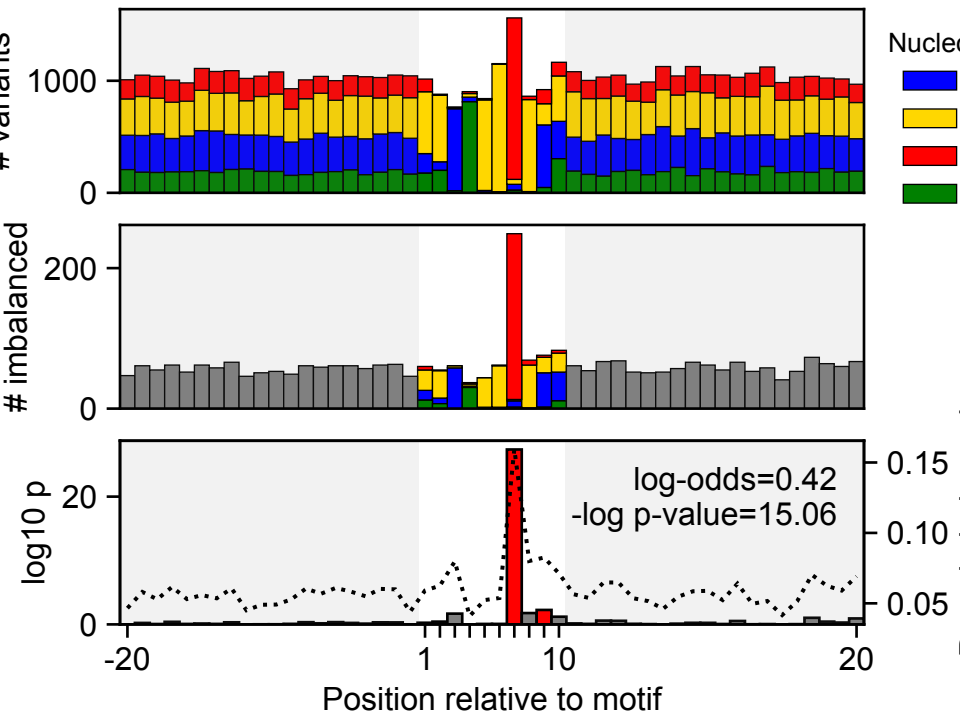 # variants
Nucleo
1000
0
# imbalanced
200
0
log10 p
20
0
log-odds=0.42
-log p-value=15.06
0.15
0.10
0.05
-20
1
10
20
Position relative to motif